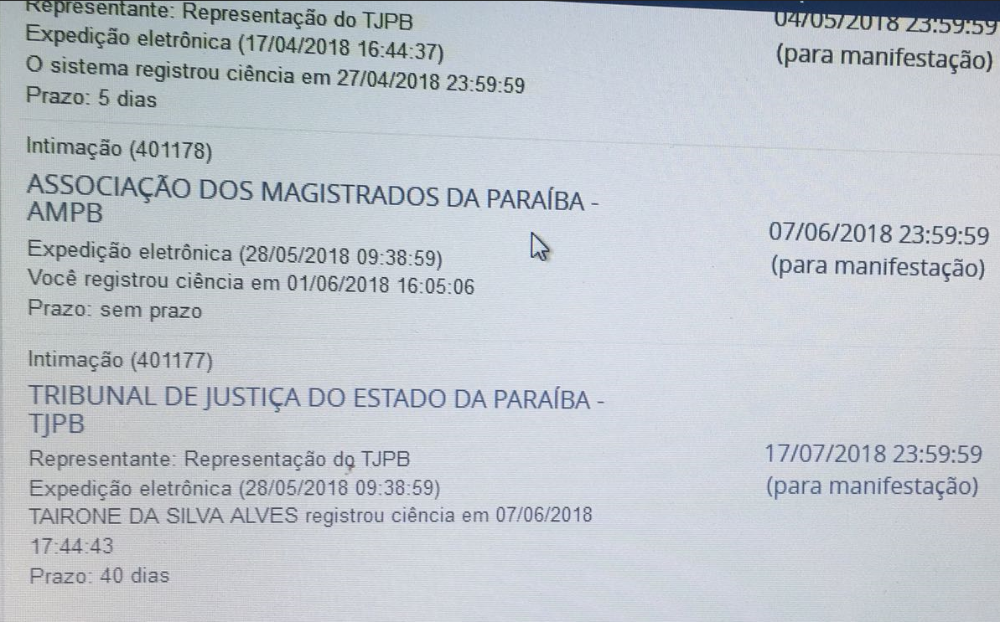 Representante: Representação do TJPB
04/05/2018 23:59:59
Expedição eletrônica (17/04/2018 16:44:37)
(para manifestação)
O sistema registrou ciência em 27/04/2018 23:59:59
Prazo: 5 dias
Intimação (401178)
ASSOCIAÇÃO DOS MAGISTRADOS DA PARAÍBA -
AMPB
07/06/2018 23:59:59
Expedição eletrônica (28/05/2018 09:38:59)
(para manifestação)
Você registrou ciência em 01/06/2018 16:05:06
Prazo: sem prazo
Intimação (401177)
TRIBUNAL DE JUSTIÇA DO ESTADO DA PARAÍBA -
TJPB
Representante: Representação do TJPB
17/07/2018 23:59:59
Expedição eletrônica (28/05/2018 09:38:59)
(para manifestação)
TAIRONE DA SILVA ALVES registrou ciência em 07/06/2018
17:44:43
Prazo: 40 dias